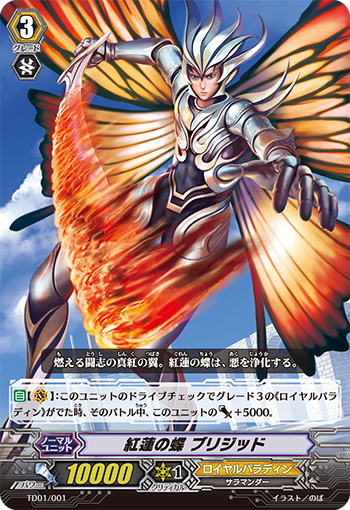 3
グレード
燃える闘志の真紅の翼。紅蓮の蝶は、悪を浄化する。
自【V】:このユニットのドライブチェックでグレード3の《ロイヤルパラ
ディン》がでた時、そのバトル中、このユニットの+5000。
ノーマル
ユニット
紅蓮の蝶 ブリジッド
パワー
10000
1
クリティカル
ロイヤルパラディン
サラマンダー
TD01/001
イラスト/のば